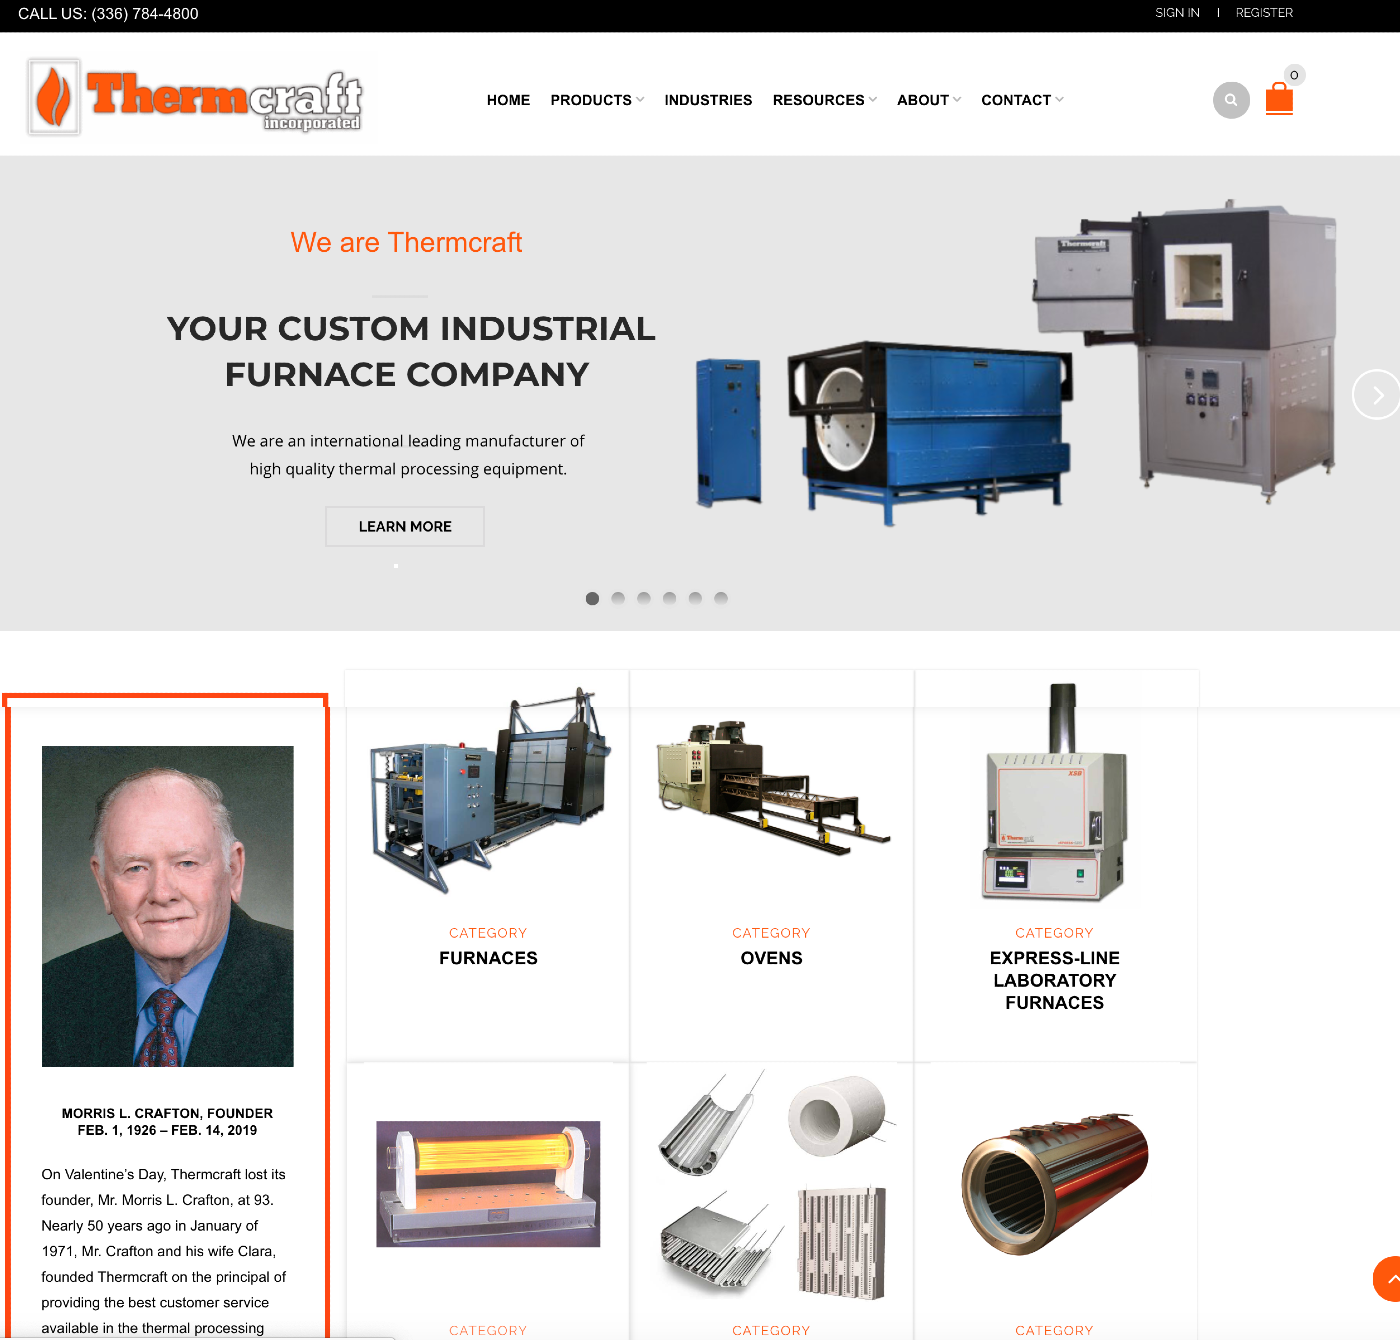 CALL US: (336) 784-4800
SIGN IN | REGISTER
Thermcraft
incorporated
HOME PRODUCTS INDUSTRIES RESOURCES ABOUT CONTACT
0
We are Thermcraft
YOUR CUSTOM INDUSTRIAL
FURNACE COMPANY
We are an international leading manufacturer of
high quality thermal processing equipment.
LEARN MORE
Thermcraft
XSB
CATEGORY
FURNACES
CATEGORY
OVENS
CATEGORY
EXPRESS-LINE
LABORATORY
FURNACES
MORRIS L. CRAFTON, FOUNDER
FEB. 1, 1926 – FEB. 14, 2019
On Valentine's Day, Thermcraft lost its
founder, Mr. Morris L. Crafton, at 93.
Nearly 50 years ago in January of
1971, Mr. Crafton and his wife Clara,
founded Thermcraft on the principal of
providing the best customer service
available in the thermal processing
CATEGORY
CATEGORY
CATEGORY